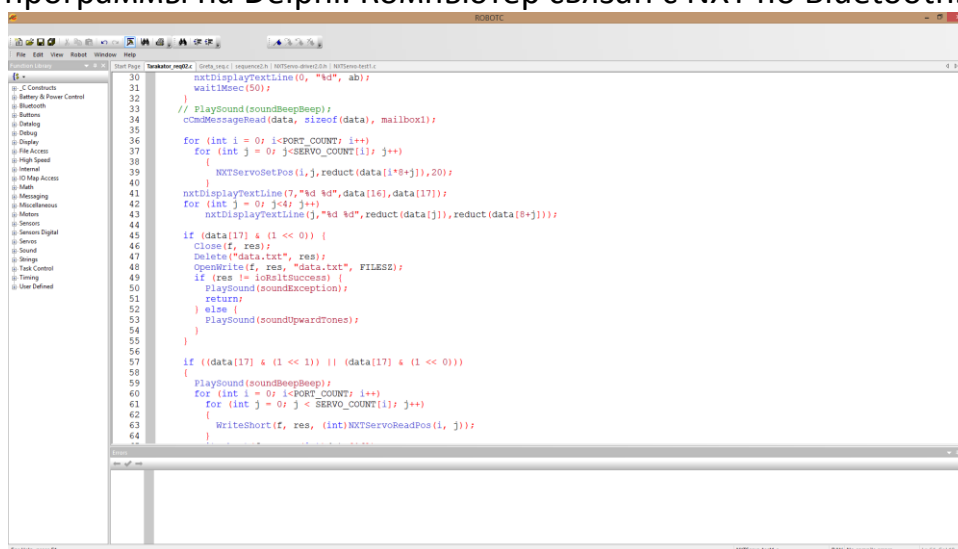 программы на Delphi. Компьютер связан с NXT по Bluetooth.
ROBOTC
File Edit View Robot Window Help
Function Library
Start Page Tarakator_req02.c Greta_seq.c sequence2.h NXTServo-driver2,0.h NXTServo-test1.c
_C Constructs
Battery & Power Control
Bluetooth
Buttons
Datalog
Debug
Display
File Access
High Speed
Internal
IO Map Access
Math
Messaging
Miscellaneous
Motors
Sensors
Sensors Digital
Servos
Sound
Strings
Task Control
Timing
User Defined
30 nxtDisplayTextLine(0, "%d", ab);
31 wait1Msec(50);
32 }
33 // PlaySound(soundBeepBeep);
34 cCmdMessageRead(data, sizeof(data), mailbox1);
35
36 for (int i = 0; i<PORT_COUNT; i++)
37 for (int j = 0; j<SERVO_COUNT[i]; j++)
38 {
39 NXTServoSetPos(i,j,reduct(data[i*8+j]),20);
40 }
41 nxtDisplayTextLine(7,"%d %d",data[16],data[17]);
42 for (int j = 0; j<4; j++)
43 nxtDisplayTextLine(j,"%d %d",reduct(data[j]),reduct(data[8+j]));
44
45 if (data[17] & (1 << 0)) {
46 Close(f, res);
47 Delete("data.txt", res);
48 OpenWrite(f, res, "data.txt", FILESZ);
49 if (res != ioRsltSuccess) {
50 PlaySound(soundException);
51 return;
52 } else {
53 PlaySound(soundUpwardTones);
54 }
55 }
56
57 if ((data[17] & (1 << 1)) || (data[17] & (1 << 0)))
58 {
59 PlaySound(soundBeepBeep);
60 for (int i = 0; i<PORT_COUNT; i++)
61 for (int j = 0; j < SERVO_COUNT[i]; j++)
62 {
63 WriteShort(f, res, (int)NXTServoReadPos(i, j));
64 }
Errors